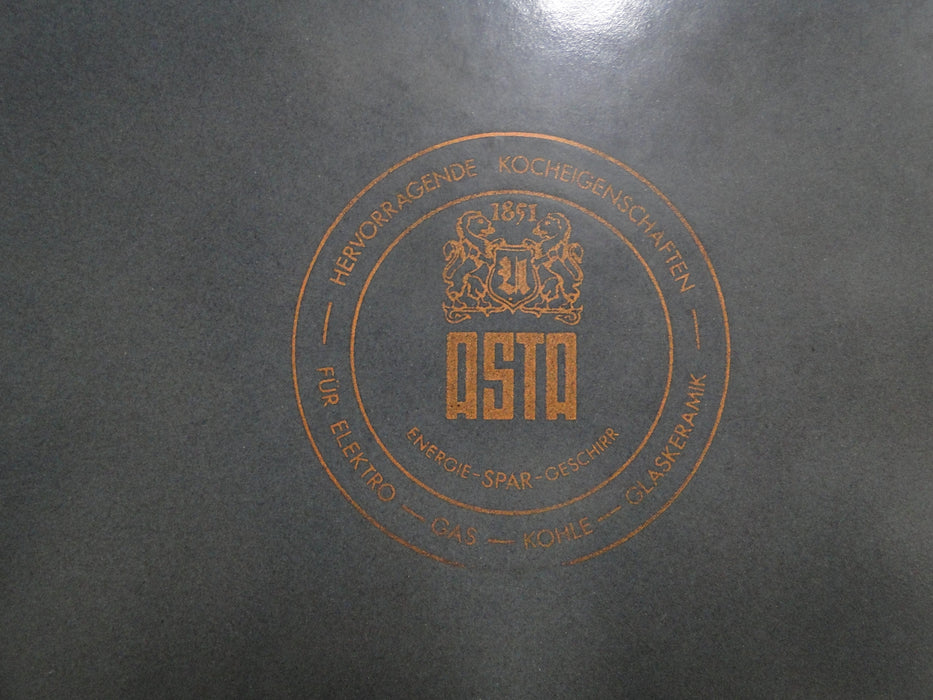 HERVORRAGENDE KOCHEIGENSCHAFTEN
1851
U
ASTA
ENERGIE-SPAR-GESCHIRR
FÜR ELEKTRO — GAS — KOHLE — GLASKERAMIK